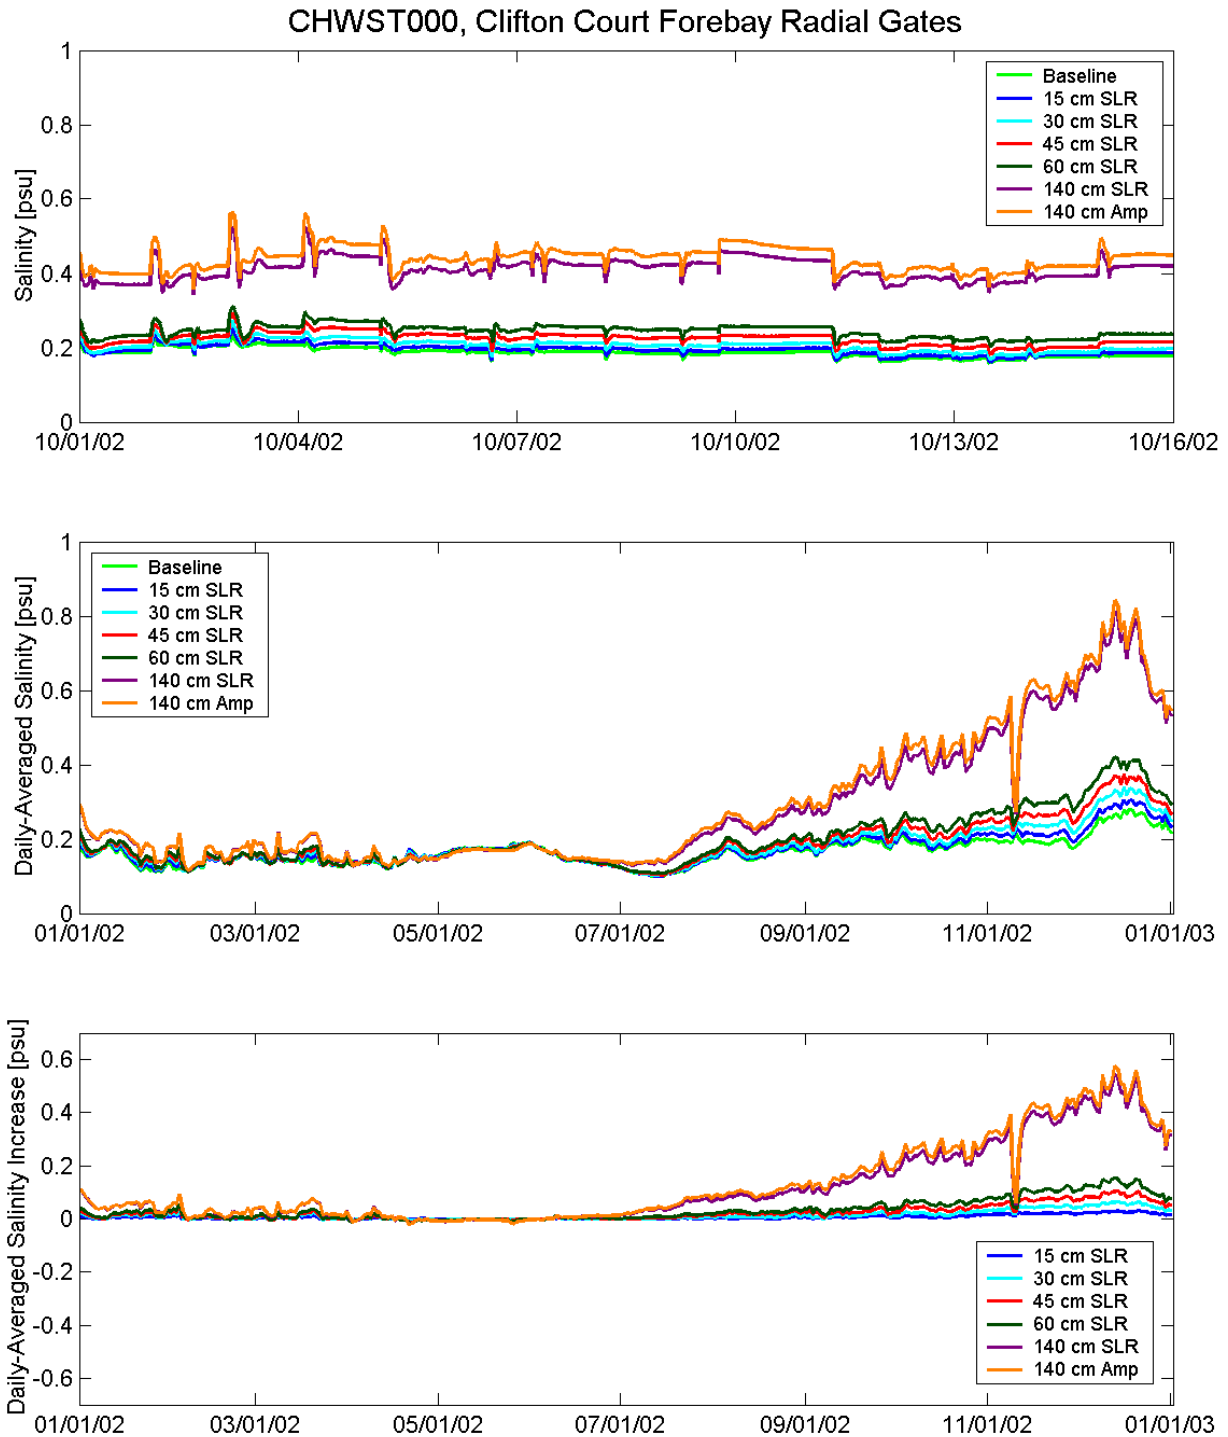 CHWST000, Clifton Court Forebay Radial Gates
Salinity [psu]
1
0.8
0.6
0.4
0.2
0
Baseline
15 cm SLR
30 cm SLR
45 cm SLR
60 cm SLR
140 cm SLR
140 cm Amp
10/01/02 10/04/02 10/07/02 10/10/02 10/13/02 10/16/02
Daily-Averaged Salinity [psu]
1
0.8
0.6
0.4
0.2
0
Baseline
15 cm SLR
30 cm SLR
45 cm SLR
60 cm SLR
140 cm SLR
140 cm Amp
01/01/02 03/01/02 05/01/02 07/01/02 09/01/02 11/01/02 01/01/03
Daily-Averaged Salinity Increase [psu]
0.6
0.4
0.2
0
-0.2
-0.4
-0.6
15 cm SLR
30 cm SLR
45 cm SLR
60 cm SLR
140 cm SLR
140 cm Amp
01/01/02 03/01/02 05/01/02 07/01/02 09/01/02 11/01/02 01/01/03